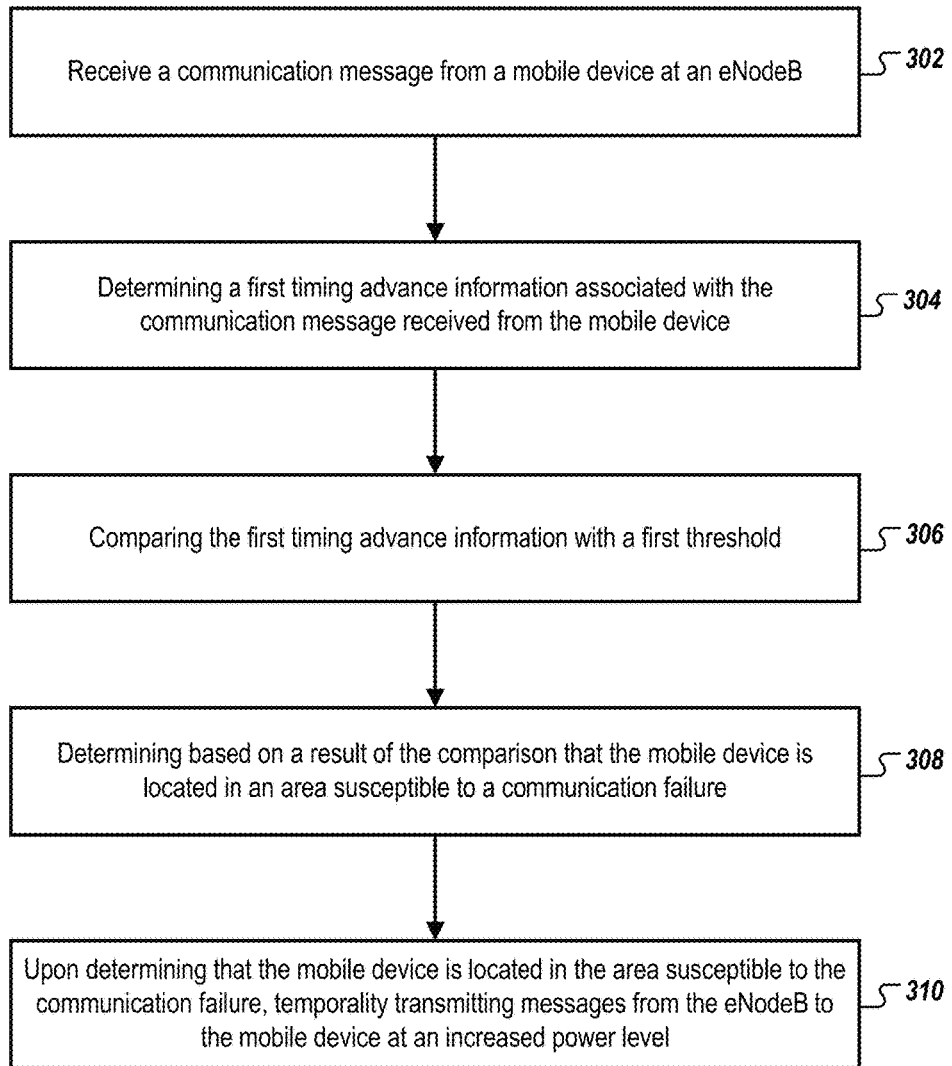 Receive a communication message from a mobile device at an eNodeB
302
Determining a first timing advance information associated with the
communication message received from the mobile device
304
Comparing the first timing advance information with a first threshold
306
Determining based on a result of the comparison that the mobile device is
located in an area susceptible to a communication failure
308
Upon determining that the mobile device is located in the area susceptible to the
communication failure, temporality transmitting messages from the eNodeB to
the mobile device at an increased power level
310